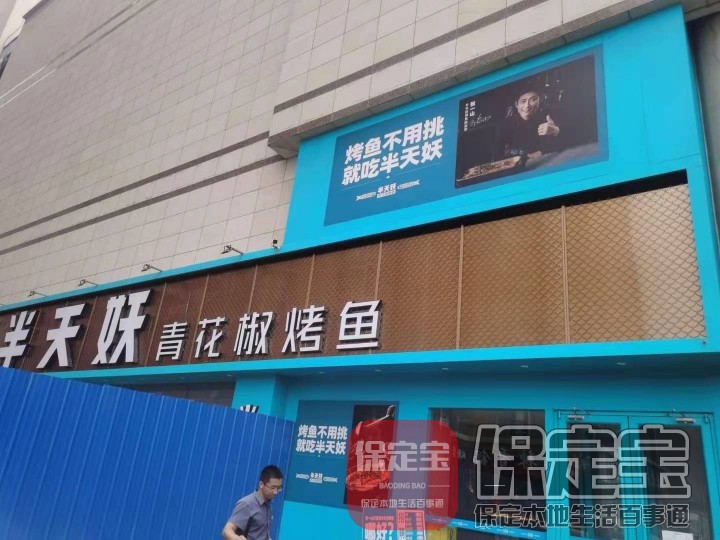 烤鱼不用挑
就吃半天妖
半天妖
半天妖 青花椒烤鱼
烤鱼不用挑
就吃半天妖
半天妖
保定宝
BAODING BAO
保定本地生活百事通
保定宝
保定本地生活百事通